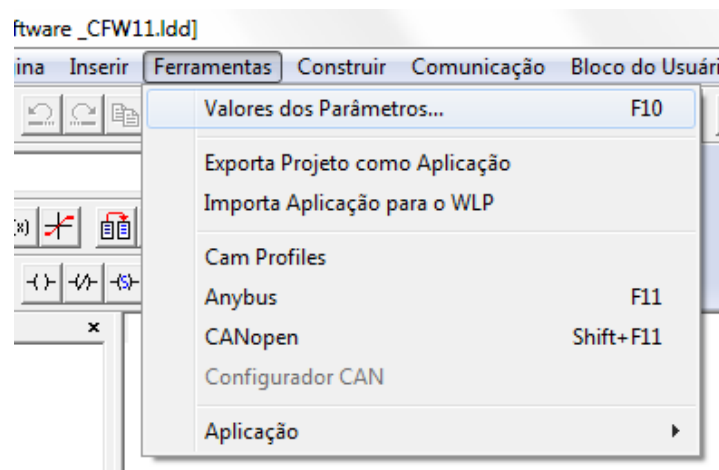 ftware _CFW11.ldd]
ina Inserir Ferramentas Construir Comunicação Bloco do Usuári
Valores dos Parâmetros... F10
Exporta Projeto como Aplicação
Importa Aplicação para o WLP
Cam Profiles
Anybus F11
CANopen Shift+F11
Configurador CAN
Aplicação